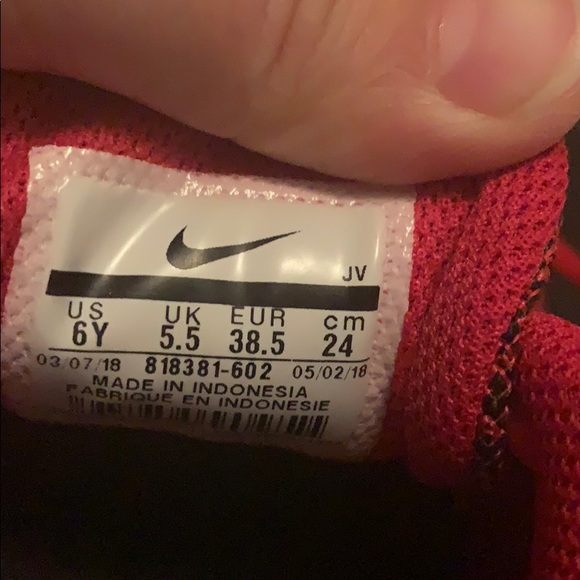 JV
US UK EUR cm
6Y 5.5 38.5 24
03/07/18 818381-602 05/02/18
MADE IN INDONESIA
FABRIQUE EN INDONESIE